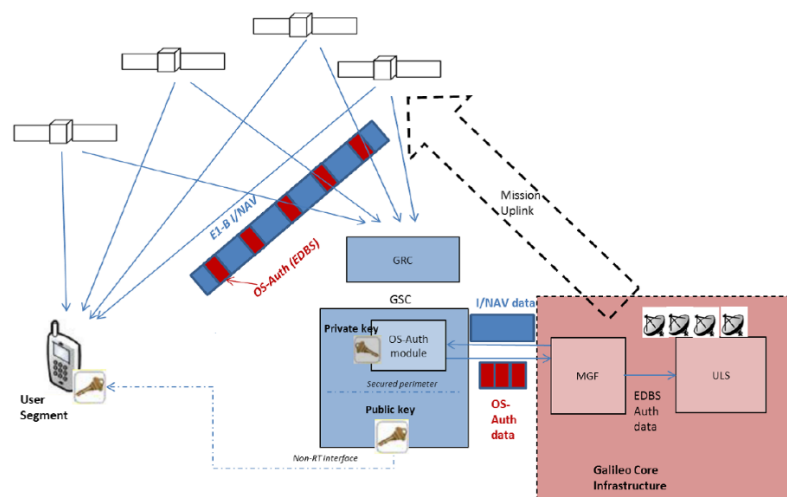 E1-B I/NAV
OS-Auth (EDBS)
Mission
Uplink
GRC
GSC
I/NAV data
Private key
OS-Auth
module
Secured perimeter
Public key
OS-
Auth
data
MGF
ULS
EDBS
Auth
data
User
Segment
Non-RT Interface
Galileo Core
Infrastructure